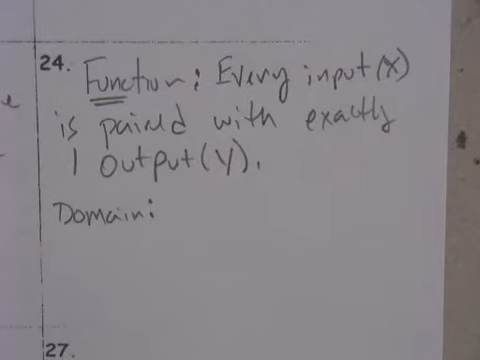 24.
Function: Every input (x)
is paired with exactly
1 output (y).
Domain:
27.